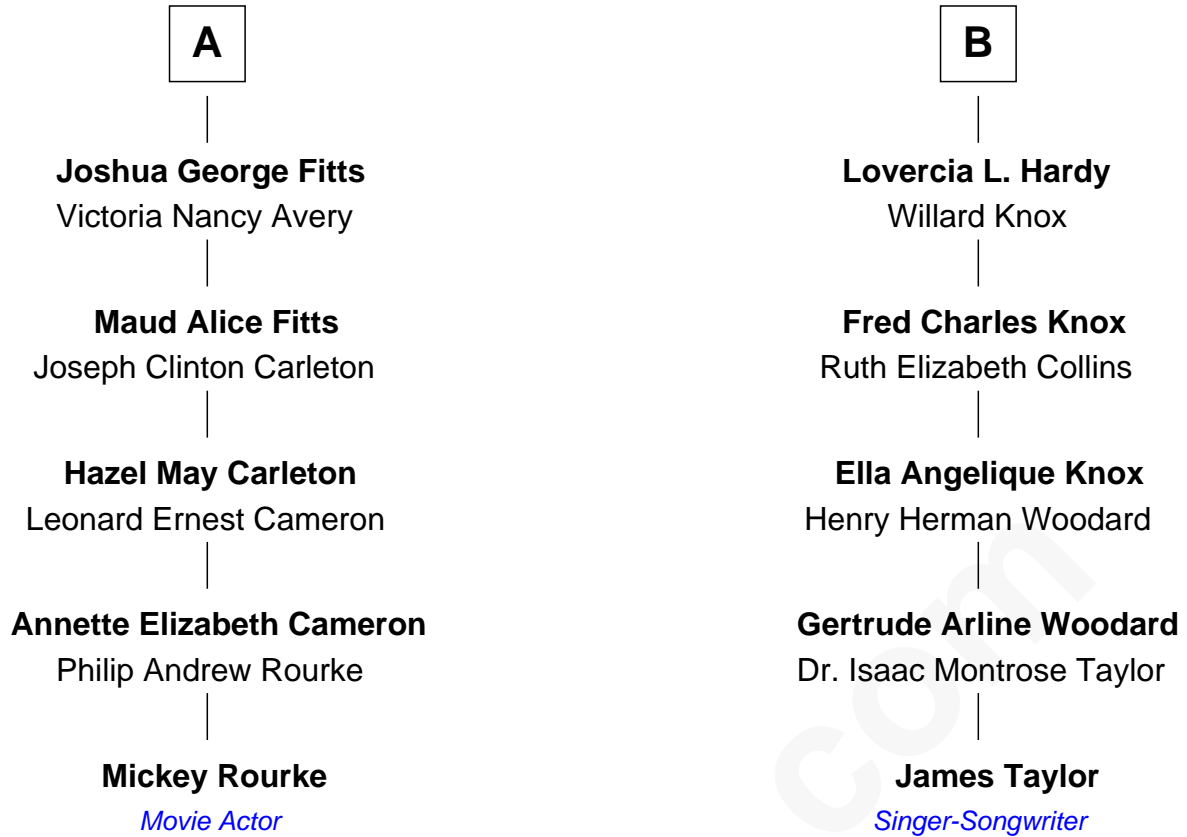 A
B
Joshua George Fitts
Victoria Nancy Avery
Lovercia L. Hardy
Willard Knox
Maud Alice Fitts
Joseph Clinton Carleton
Fred Charles Knox
Ruth Elizabeth Collins
Hazel May Carleton
Leonard Ernest Cameron
Ella Angelique Knox
Henry Herman Woodard
Annette Elizabeth Cameron
Philip Andrew Rourke
Gertrude Arline Woodard
Dr. Isaac Montrose Taylor
Mickey Rourke
Movie Actor
James Taylor
Singer-Songwriter
com